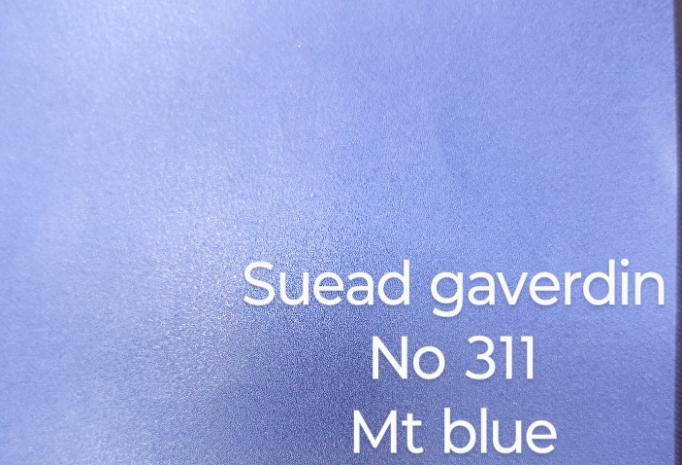 Suead gaverdin
No 311
Mt blue